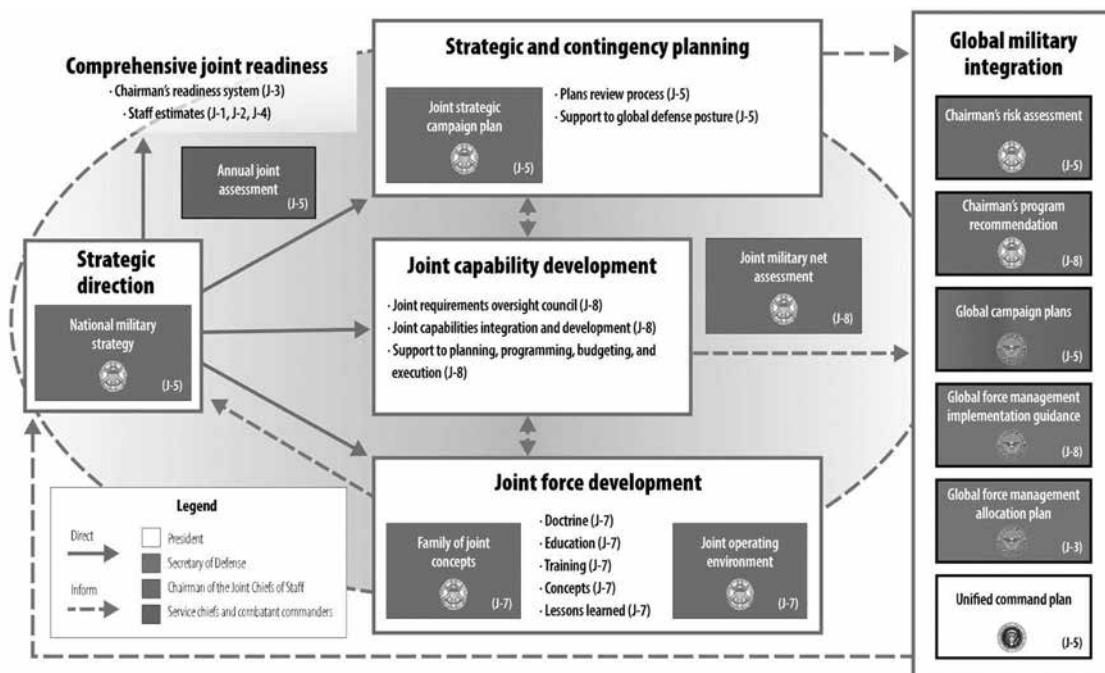 Comprehensive joint readiness
· Chairman's readiness system (J-3)
· Staff estimates (J-1, J-2, J-4)
Annual joint
assessment
(J-5)
Strategic
direction
National military
strategy
(J-5)
Strategic and contingency planning
Joint strategic
campaign plan
(J-5)
· Plans review process (J-5)
· Support to global defense posture (J-5)
Joint capability development
· Joint requirements oversight council (J-8)
· Joint capabilities integration and development (J-8)
· Support to planning, programming, budgeting, and
execution (J-8)
Joint military net
assessment
(J-8)
Joint force development
Family of joint
concepts
(J-7)
· Doctrine (J-7)
· Education (J-7)
· Training (J-7)
· Concepts (J-7)
· Lessons learned (J-7)
Joint operating
environment
(J-7)
Legend
Direct
Inform
President
Secretary of Defense
Chairman of the Joint Chiefs of Staff
Service chiefs and combatant commanders
Global military
integration
Chairman's risk assessment
(J-5)
Chairman's program
recommendation
(J-8)
Global campaign plans
(J-5)
Global force management
implementation guidance
(J-8)
Global force management
allocation plan
(J-3)
Unified command plan
(J-5)